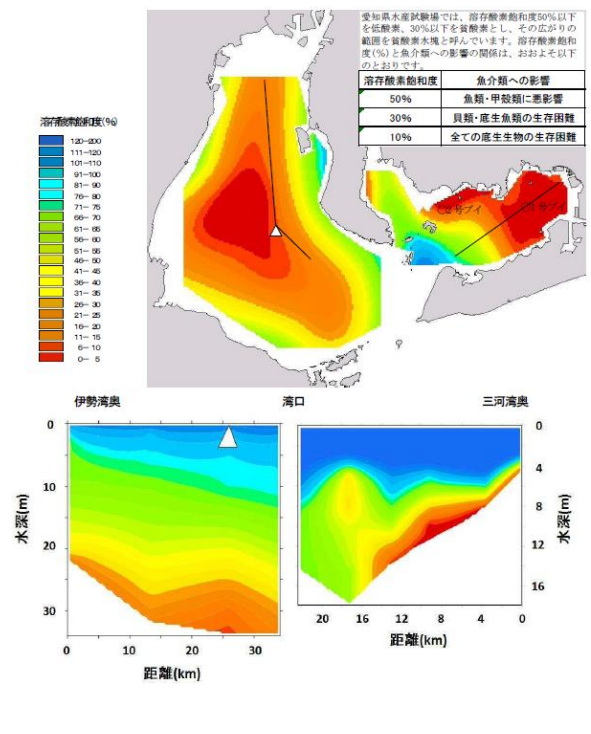 愛知県水産試験場では、溶存酸素飽和度50%以下
を低酸素、30%以下を貧酸素とし、その広がりの
範囲を貧酸素水塊と呼んでいます。溶存酸素飽和
度(%)と魚介類への影響の関係は、おおよそ以下
のとおりです。
溶存酸素飽和度 魚介類への影響
50% 魚類・甲殻類に悪影響
30% 貝類・底生魚類の生存困難
10% 全ての底生生物の生存困難
溶存酸素飽和度(%)
120-200
111-120
101-110
91-100
81- 90
76- 80
71- 75
66- 70
61- 65
56- 60
51- 55
46- 50
41- 45
36- 40
31- 35
26- 30
21- 25
16- 20
11- 15
6- 10
0- 5
C2号ブイ
C1号ブイ
伊勢湾奥 湾口 三河湾奥
0
10
20
30
水深(m)
0 10 20 30
距離(km)
0
4
8
12
16
水深(m)
20 16 12 8 4 0
距離(km)